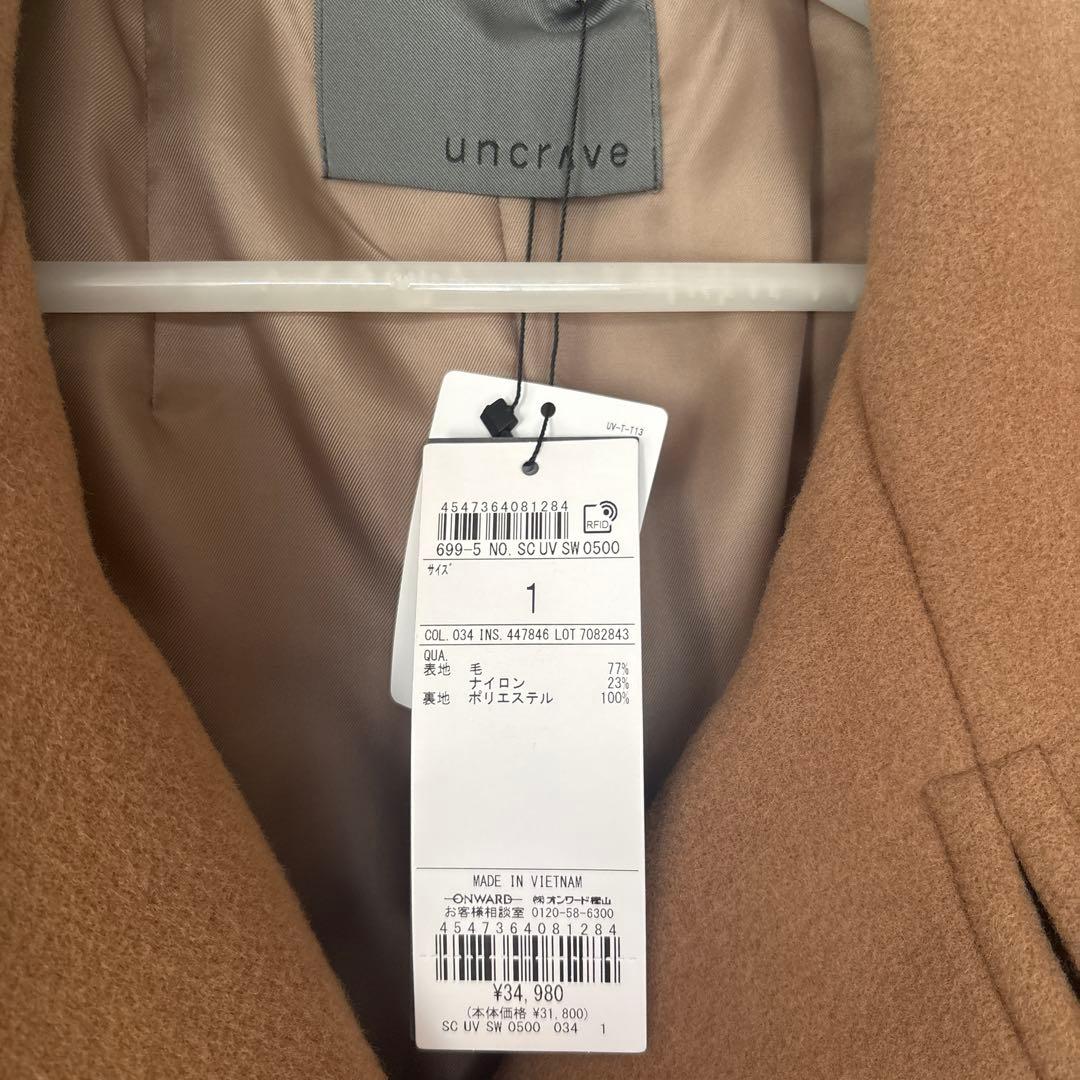 uncrave
UV-T-T13
4547364081284
RFID
699-5 NO. SC UV SW 0500
サイズ
1
COL. 034 INS. 447846 LOT 7082843
QUA.
表地 毛 77%
ナイロン 23%
裏地 ポリエステル 100%
MADE IN VIETNAM
ONWARD ㈱オンワード樫山
お客様相談室 0120-58-6300
4547364081284
¥34,980
(本体価格 ¥31,800)
SC UV SW 0500 034 1